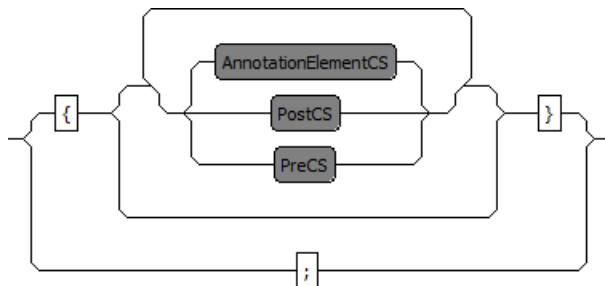 AnnotationElementCS
{ PostCS }
PreCS
;